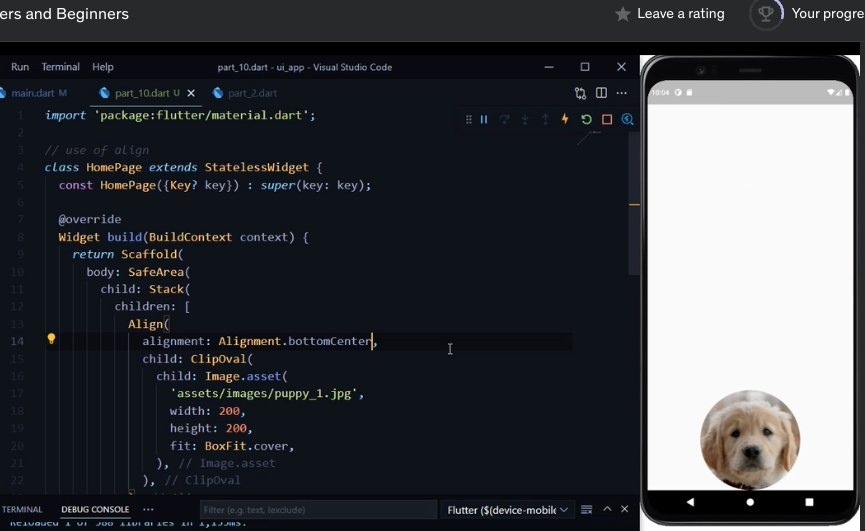 ers and Beginners
Leave a rating
Your progre
Run Terminal Help
part_10.dart - ui_app - Visual Studio Code
main.dart M
part_10.dart U
part_2.dart
1 import 'package:flutter/material.dart';
2
3 // use of align
4 class HomePage extends StatelessWidget {
5 const HomePage({Key? key}) : super(key: key);
6
7 @override
8 Widget build(BuildContext context) {
9 return Scaffold(
10 body: SafeArea(
11 child: Stack(
12 children: [
13 Align(
14 alignment: Alignment.bottomCenter,
15 child: ClipOval(
16 child: Image.asset(
17 'assets/images/puppy_1.jpg',
18 width: 200,
19 height: 200,
20 fit: BoxFit.cover,
21 ), // Image.asset
22 ), // ClipOval
TERMINAL DEBUG CONSOLE ...
Filter (e.g. text, !exclude)
Flutter ($(device-mobile
Reloaded 1 of 588 libraries in 1,155ms.
10:04